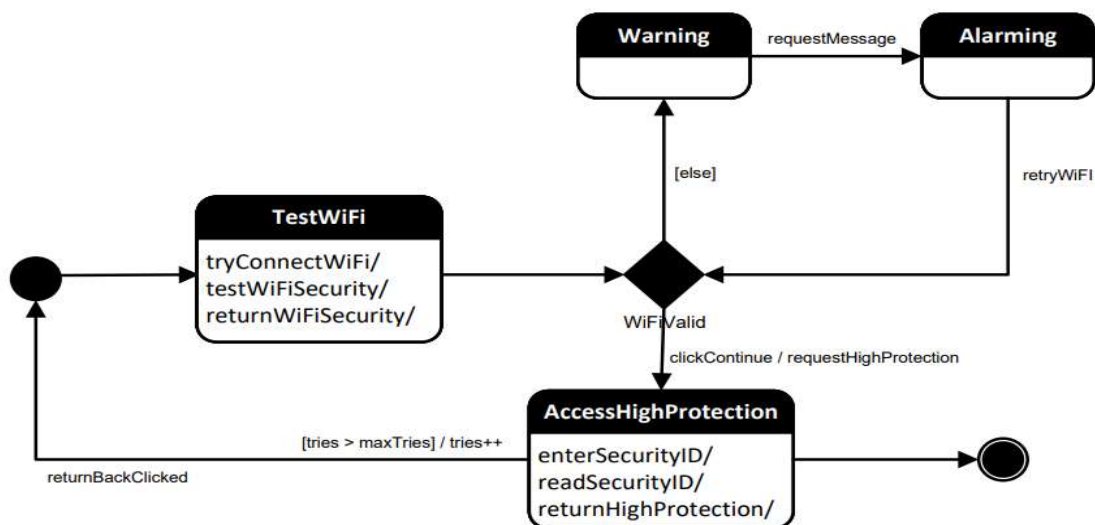 Warning
requestMessage
Alarming
[else]
retryWiFI
TestWiFi
tryConnectWiFi/
testWiFiSecurity/
returnWiFiSecurity/
WiFiValid
clickContinue / requestHighProtection
AccessHighProtection
[tries > maxTries] / tries++
enterSecurityID/
returnBackClicked
readSecurityID/
returnHighProtection/